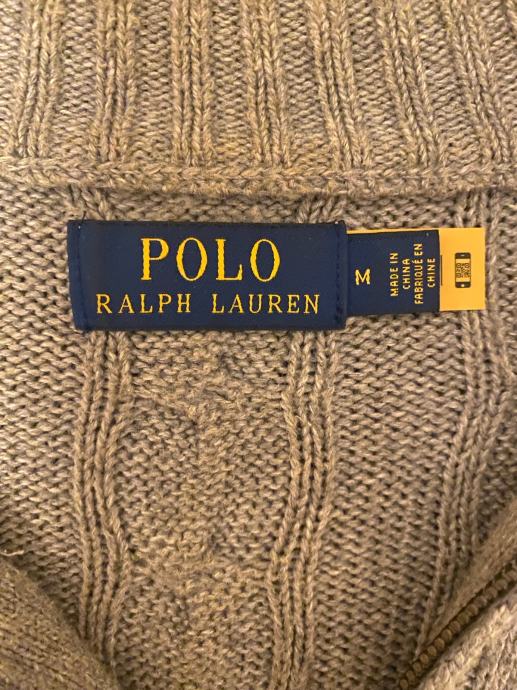 POLO
RALPH LAUREN
M
MADE IN
CHINA
FABRIQUÉ EN
CHINE